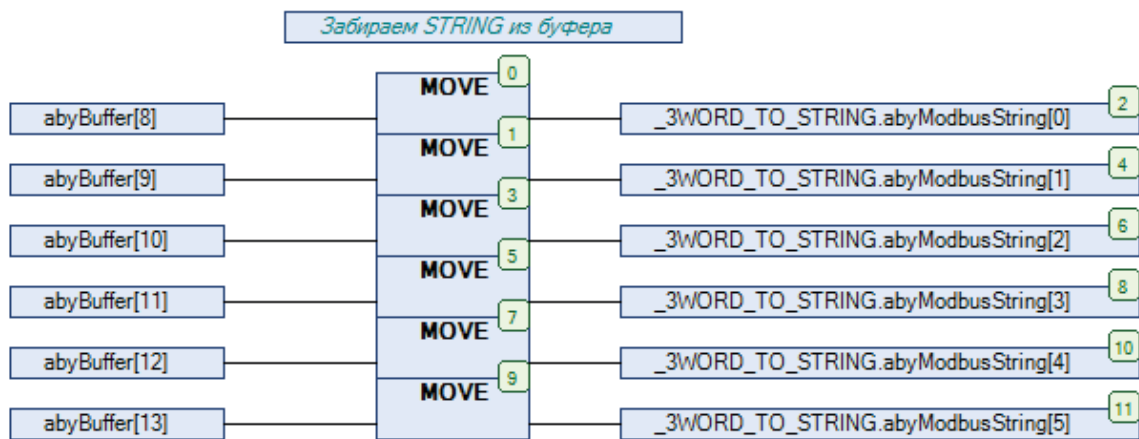 Забираем STRING из буфера
0
MOVE
abyBuffer[8]
_3WORD_TO_STRING.abyModbusString[0]
2
1
MOVE
abyBuffer[9]
_3WORD_TO_STRING.abyModbusString[1]
4
3
MOVE
abyBuffer[10]
_3WORD_TO_STRING.abyModbusString[2]
6
5
MOVE
abyBuffer[11]
_3WORD_TO_STRING.abyModbusString[3]
8
7
MOVE
abyBuffer[12]
_3WORD_TO_STRING.abyModbusString[4]
10
9
MOVE
abyBuffer[13]
_3WORD_TO_STRING.abyModbusString[5]
11